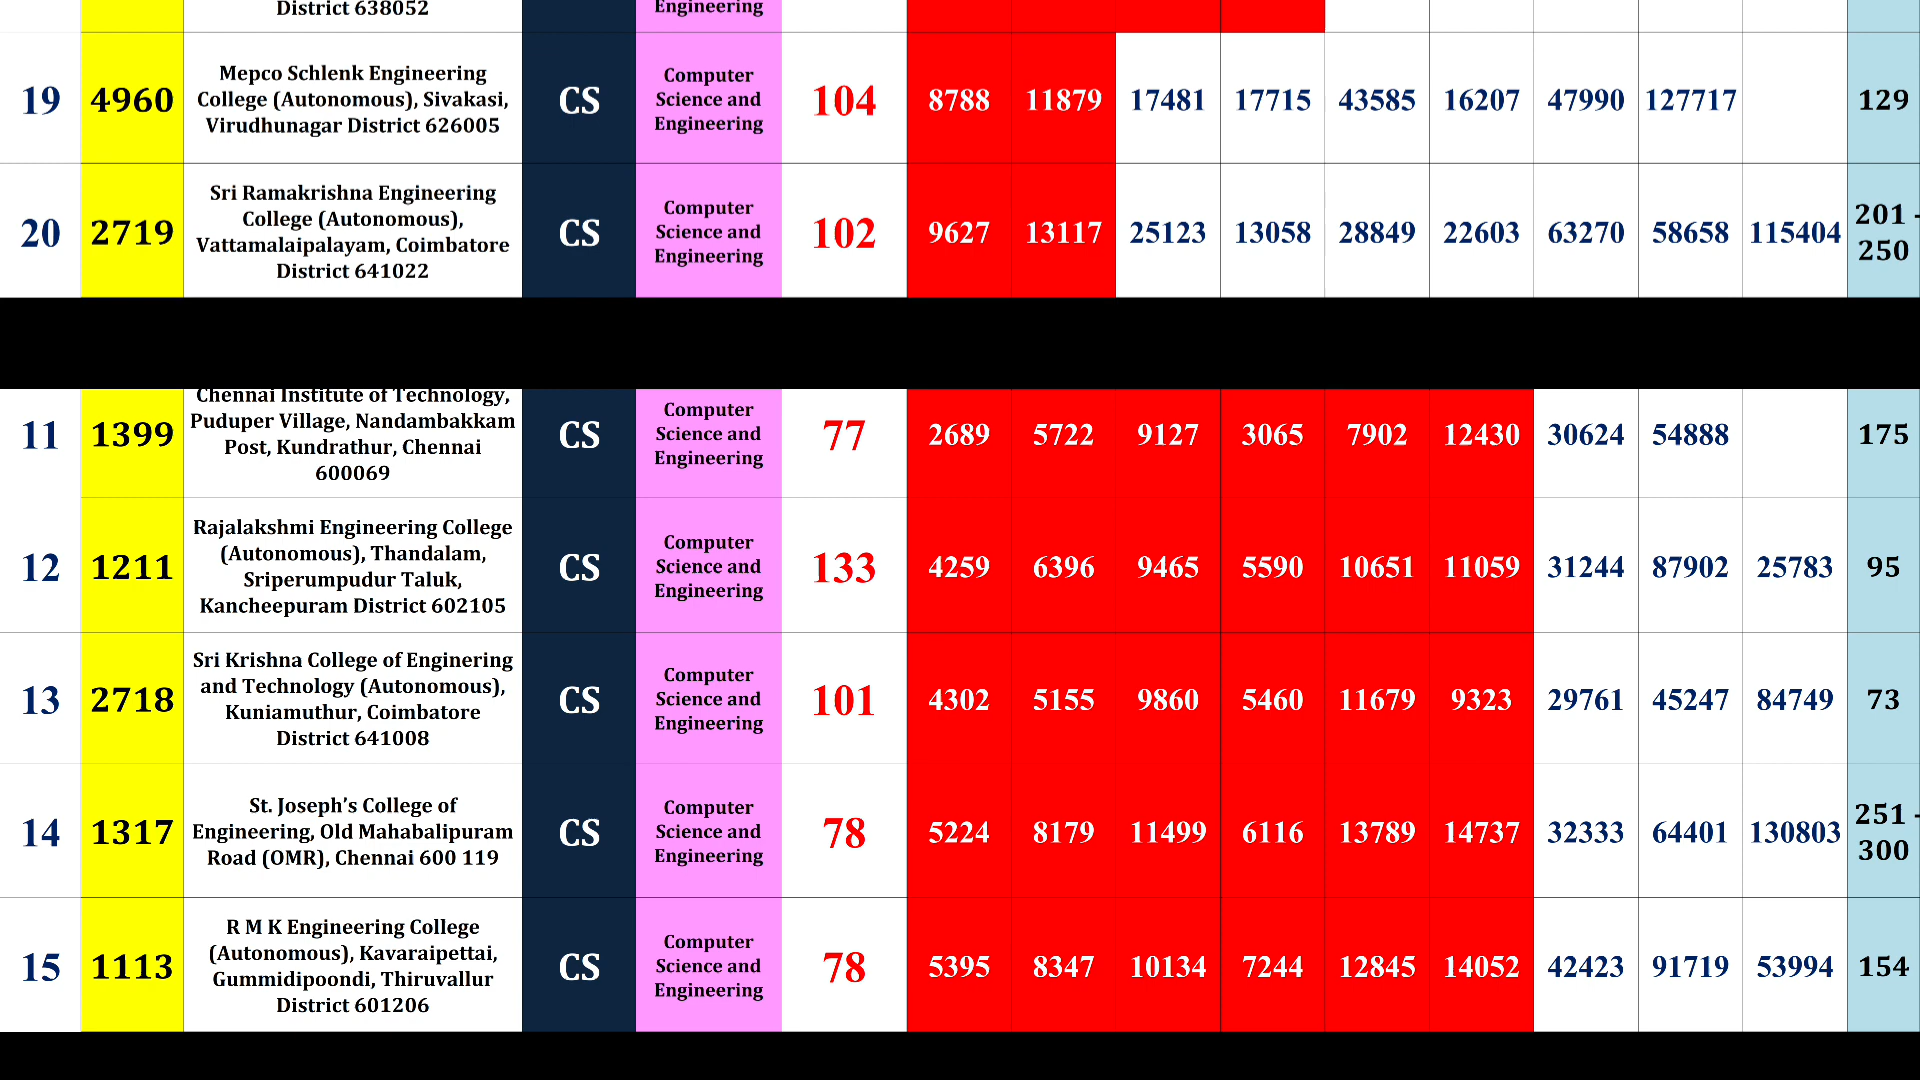 District 638052
Engineering
19
4960
Mepco Schlenk Engineering
College (Autonomous), Sivakasi,
Virudhunagar District 626005
CS
Computer
Science and
Engineering
104
8788 11879 17481 17715 43585 16207 47990 127717
129
20
2719
Sri Ramakrishna Engineering
College (Autonomous),
Vattamalaipalayam, Coimbatore
District 641022
CS
Computer
Science and
Engineering
102
9627 13117 25123 13058 28849 22603 63270 58658 115404
201 -
250
11
1399
Chennai Institute of Technology,
Puduper Village, Nandambakkam
Post, Kundrathur, Chennai
600069
CS
Computer
Science and
Engineering
77
2689 5722 9127 3065 7902 12430 30624 54888
175
12
1211
Rajalakshmi Engineering College
(Autonomous), Thandalam,
Sriperumpudur Taluk,
Kancheepuram District 602105
CS
Computer
Science and
Engineering
133
4259 6396 9465 5590 10651 11059 31244 87902 25783
95
13
2718
Sri Krishna College of Enginering
and Technology (Autonomous),
Kuniamuthur, Coimbatore
District 641008
CS
Computer
Science and
Engineering
101
4302 5155 9860 5460 11679 9323 29761 45247 84749
73
14
1317
St. Joseph’s College of
Engineering, Old Mahabalipuram
Road (OMR), Chennai 600 119
CS
Computer
Science and
Engineering
78
5224 8179 11499 6116 13789 14737 32333 64401 130803
251 -
300
15
1113
R M K Engineering College
(Autonomous), Kavaraipettai,
Gummidipoondi, Thiruvallur
District 601206
CS
Computer
Science and
Engineering
78
5395 8347 10134 7244 12845 14052 42423 91719 53994
154